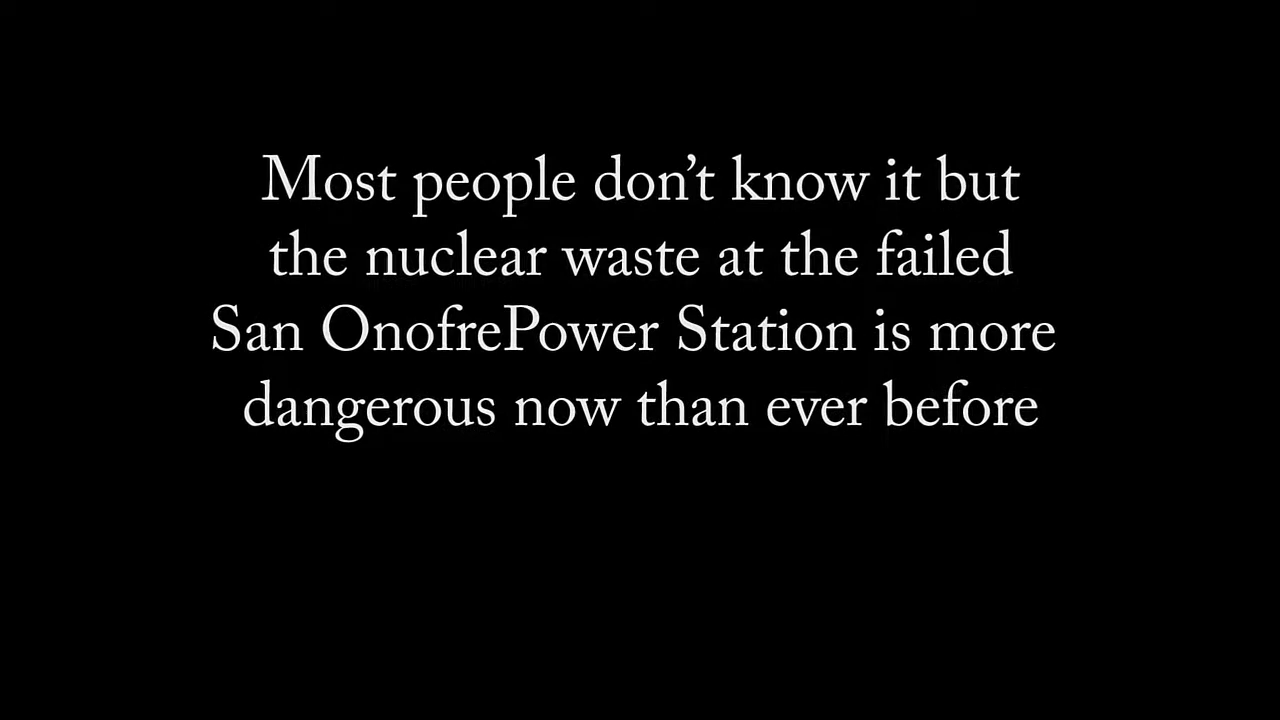 Most people don’t know it but
the nuclear waste at the failed
San OnofrePower Station is more
dangerous now than ever before